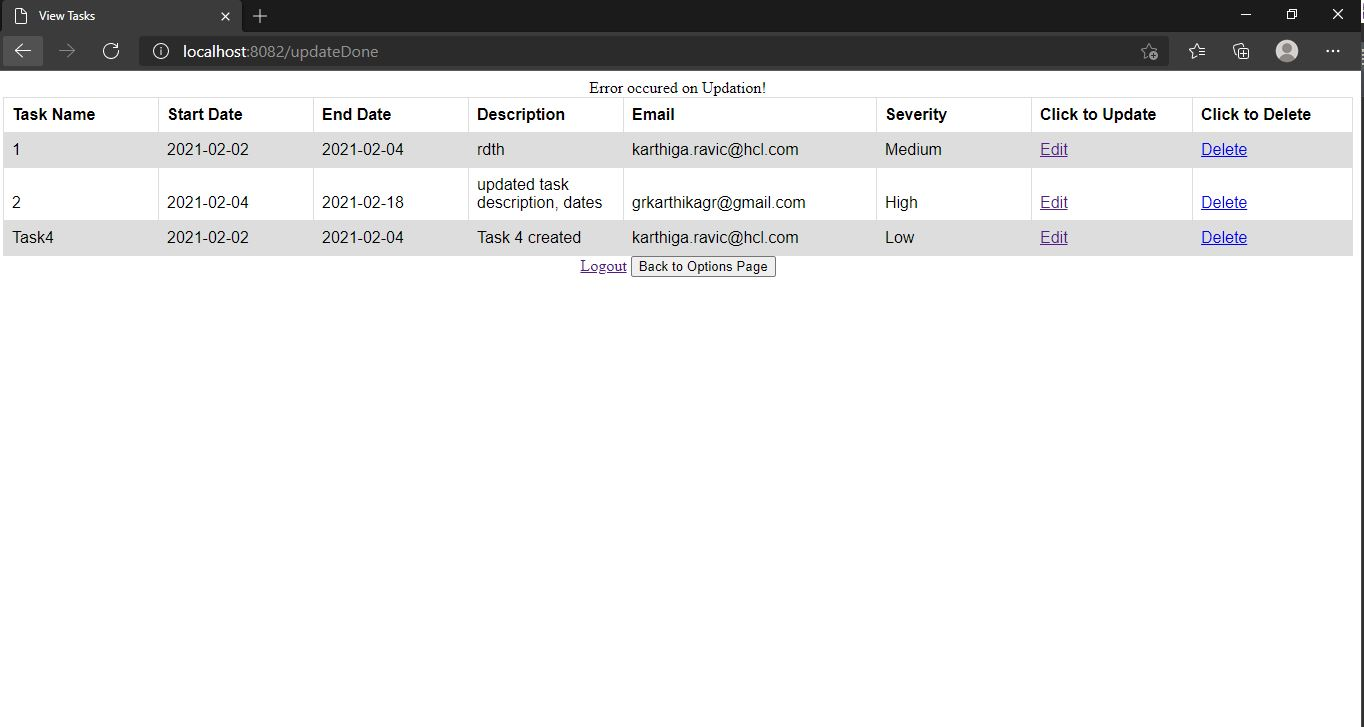 View Tasks
localhost:8082/updateDone
Error occured on Updation!
Task Name Start Date End Date Description Email Severity Click to Update Click to Delete
1 2021-02-02 2021-02-04 rdth karthiga.ravic@hcl.com Medium Edit Delete
updated task
2 2021-02-04 2021-02-18 description, dates grkarthikagr@gmail.com High Edit Delete
Task4 2021-02-02 2021-02-04 Task 4 created karthiga.ravic@hcl.com Low Edit Delete
Logout Back to Options Page